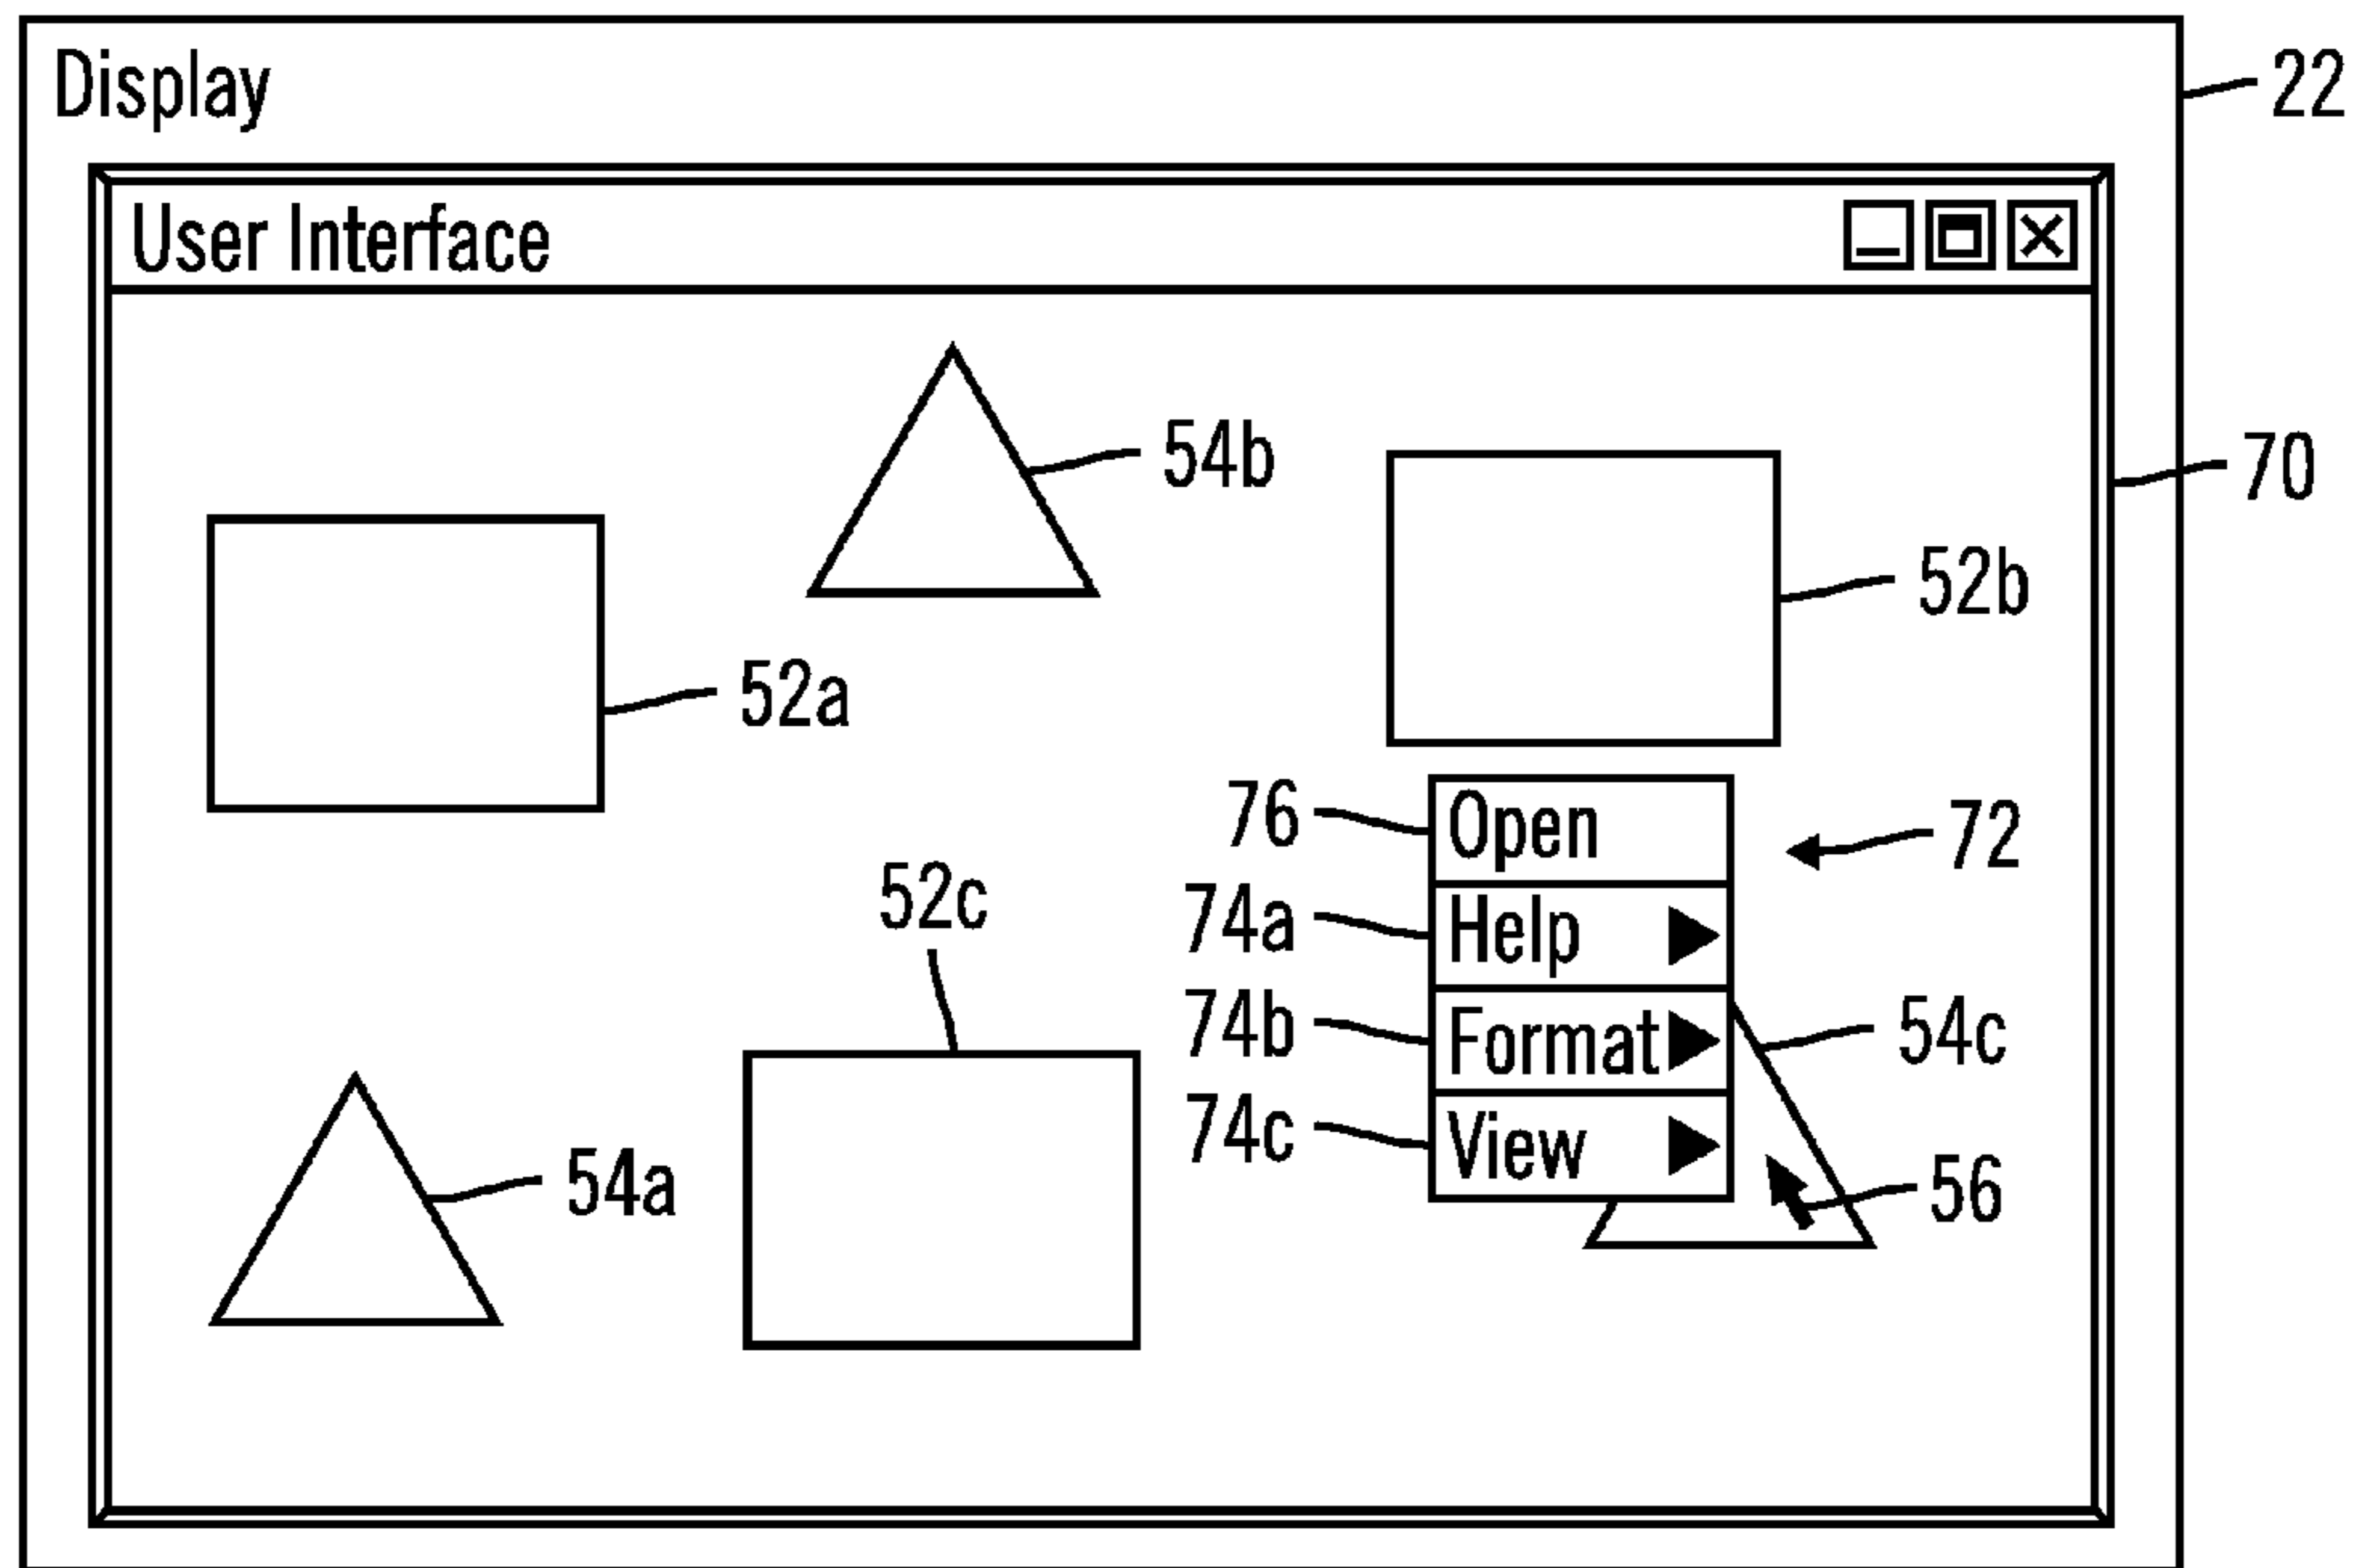 Display
22
User Interface
54b
70
52b
52a
76
Open
72
52c
74a
Help
74b
Format
54c
74c
View
54a
56